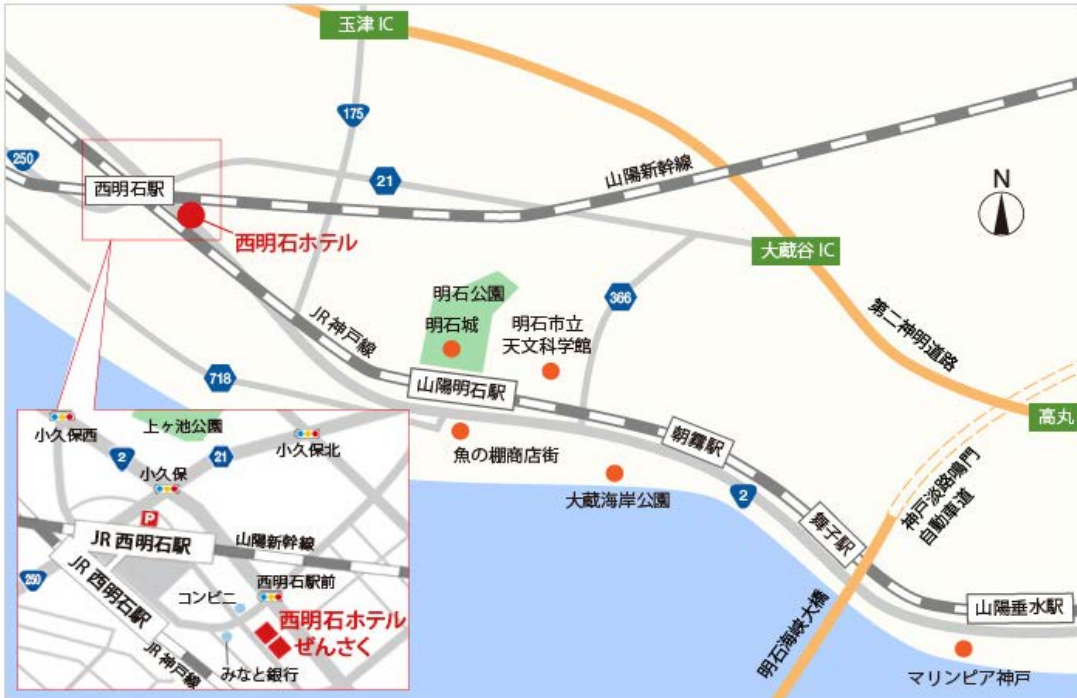 玉津 IC
175
250
西明石駅
21
山陽新幹線
N
西明石ホテル
大蔵谷 IC
明石公園
明石城
明石市立
天文科学館
366
JR神戸線
第二神明道路
718
山陽明石駅
高丸
朝霧駅
魚の棚商店街
大蔵海岸公園
2
神戸淡路鳴門
自動車道
舞子駅
山陽垂水駅
明石海峡大橋
マリンピア神戸
小久保西
上ヶ池公園
2
21
小久保北
小久保
P
JR 西明石駅
山陽新幹線
JR 西明石駅
250
コンビニ
西明石駅前
西明石ホテル
ぜんさく
みなと銀行
JR神戸線